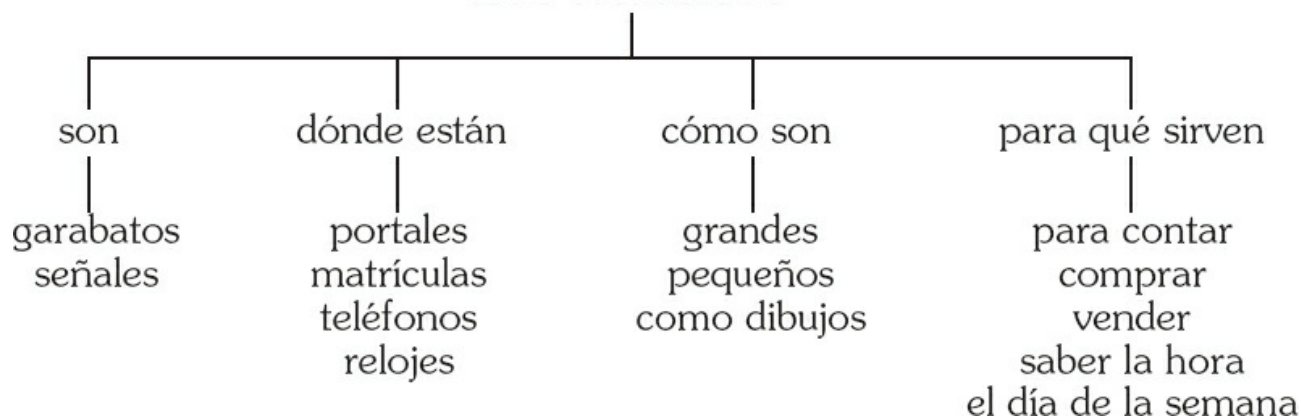 son
dónde están
cómo son
para qué sirven
garabatos
señales
portales
matrículas
teléfonos
relojes
grandes
pequeños
como dibujos
para contar
comprar
vender
saber la hora
el día de la semana